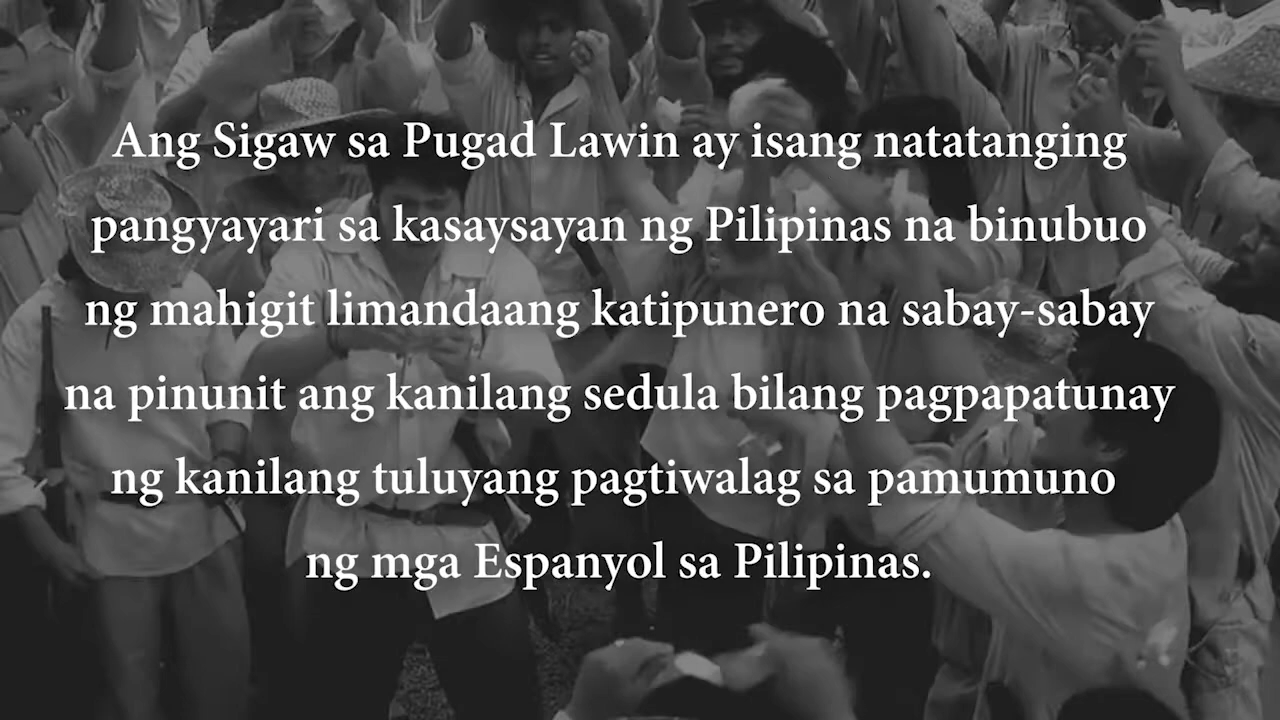 Ang Sigaw sa Pugad Lawin ay isang natatanging
pangyayari sa kasaysayan ng Pilipinas na binubuo
ng mahigit limandaang katipunero na sabay-sabay
na pinunit ang kanilang sedula bilang pagpapatunay
ng kanilang tuluyang pagtiwalag sa pamumuno
ng mga Espanyol sa Pilipinas.